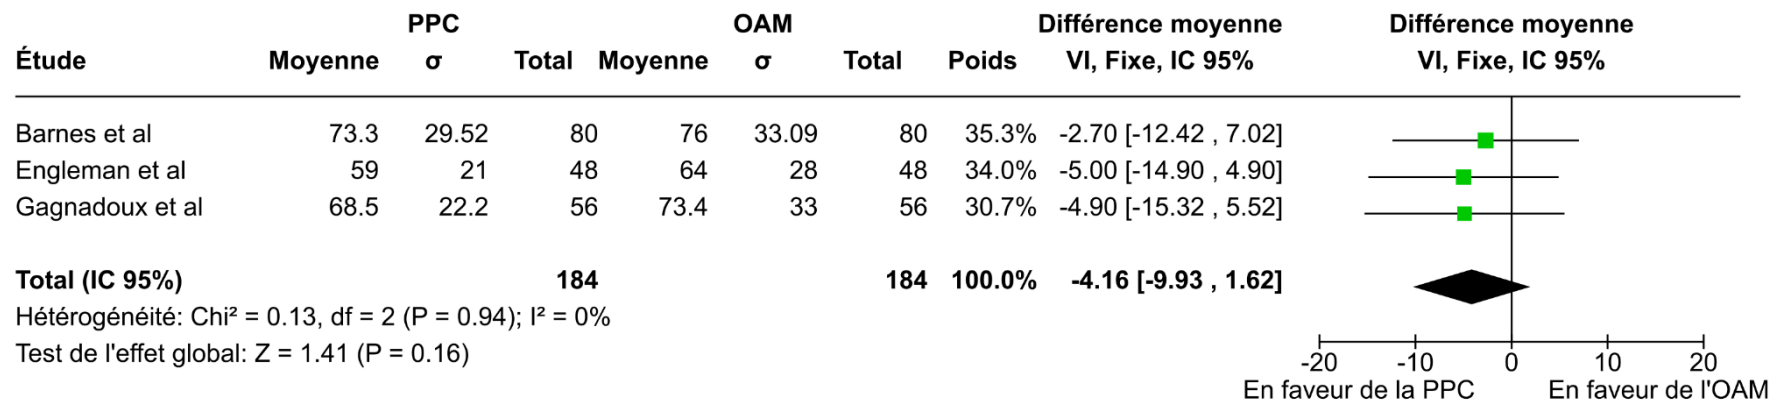 PPC OAM Différence moyenne Différence moyenne
Étude Moyenne σ Total Moyenne σ Total Poids VI, Fixe, IC 95% VI, Fixe, IC 95%
Barnes et al 73.3 29.52 80 76 33.09 80 35.3% -2.70 [-12.42 , 7.02]
Engleman et al 59 21 48 64 28 48 34.0% -5.00 [-14.90 , 4.90]
Gagnadoux et al 68.5 22.2 56 73.4 33 56 30.7% -4.90 [-15.32 , 5.52]
Total (IC 95%) 184 184 100.0% -4.16 [-9.93 , 1.62]
Hétérogénéité: Chi² = 0.13, df = 2 (P = 0.94); I² = 0%
Test de l'effet global: Z = 1.41 (P = 0.16)
-20 -10 0 10 20
En faveur de la PPC En faveur de l'OAM